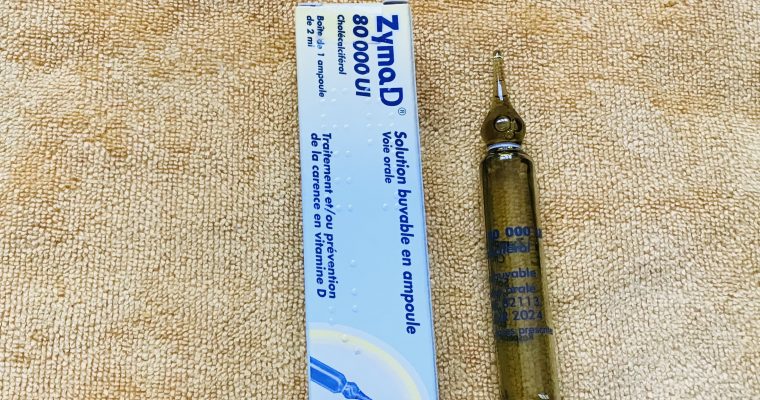 ZymaD®
80 000 UI
Cholécalciférol
Boîte de 1 ampoule
de 2 ml
Solution buvable en ampoule
Voie orale
Traitement et/ou prévention
de la carence en vitamine D
000 U
buvable
orale
82113
2024